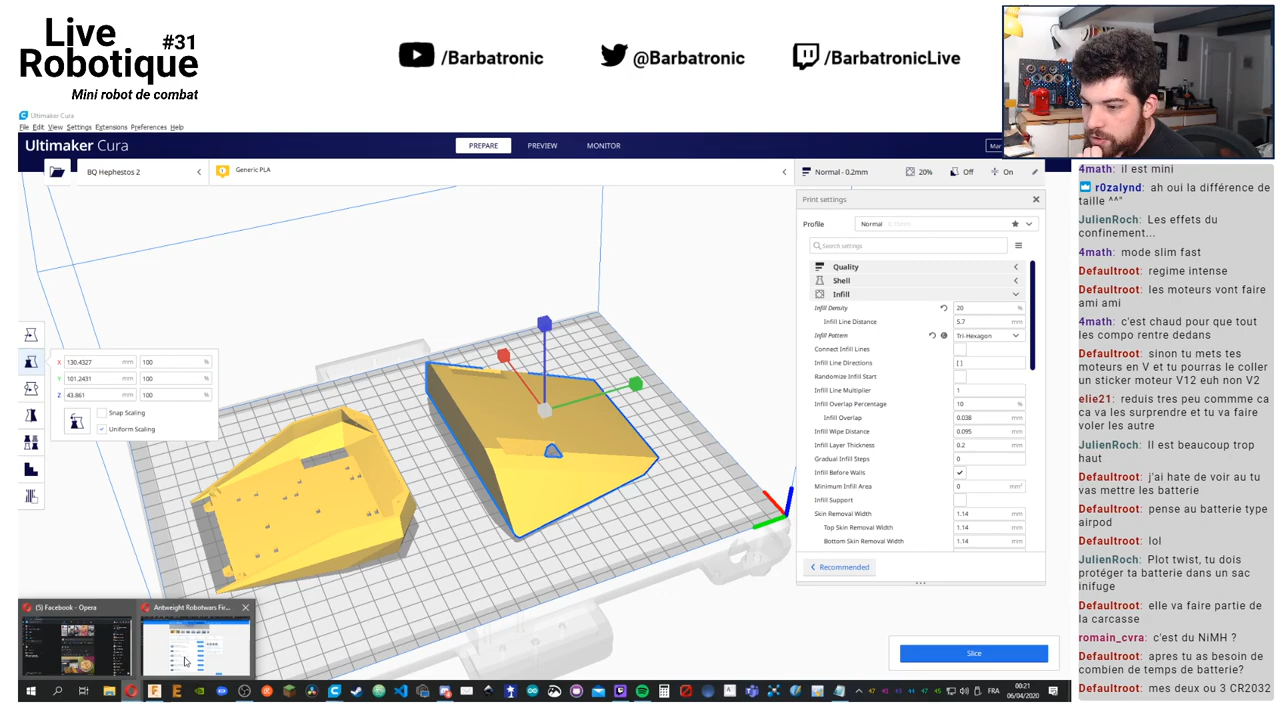 Live
Robotique #31
Mini robot de combat
/Barbatronic
@Barbatronic
/BarbatronicLive
Ultimaker Cura
File Edit View Settings Extensions Preferences Help
Ultimaker Cura
PREPARE
PREVIEW
MONITOR
Mar
BQ Hephestos 2
Generic PLA
Normal - 0.2mm
20%
Off
On
Print settings
Profile
Normal
Search settings
Quality
Shell
Infill
Infill Density 20 %
Infill Line Distance 5.7 mm
Infill Pattern Tri-Hexagon
Connect Infill Lines
Infill Line Directions [ ]
Randomize Infill Start
Infill Line Multiplier 1
Infill Overlap Percentage 10 %
Infill Overlap 0.038 mm
Infill Wipe Distance 0.095 mm
Infill Layer Thickness 0.2 mm
Gradual Infill Steps 0
Infill Before Walls
Minimum Infill Area 0 mm²
Infill Support
Skin Removal Width 1.14 mm
Top Skin Removal Width 1.14 mm
Bottom Skin Removal Width 1.14 mm
Recommended
Slice
X 130.4327 mm 100 %
Y 101.2431 mm 100 %
Z 43.861 mm 100 %
Snap Scaling
Uniform Scaling
(5) Facebook - Opera
Antweight Robotwars Fi...
FRA
00:21
06/04/2020
4math: il est mini
r0zalynd: ah oui la différence de
taille ^^"
JulienRoch: Les effets du
confinement...
4math: mode slim fast
Defaultroot: regime intense
Defaultroot: les moteurs vont faire
ami ami
4math: c'est chaud pour que tout
les compo rentre dedans
Defaultroot: sinon tu mets tes
moteurs en V et tu pourras le coller
un sticker moteur V12 euh non V2
elie21: reduis tres peu commme ca
ca va les surprendre et tu va faire
voler les autre
JulienRoch: Il est beaucoup trop
haut
Defaultroot: j'ai hate de voir au tu
vas mettre les batterie
Defaultroot: pense au batterie type
airpod
Defaultroot: lol
JulienRoch: Plot twist, tu dois
protéger ta batterie dans un sac
inifuge
Defaultroot: elle va faire partie de
la carcasse
romain_cvra: c'est du NiMH ?
Defaultroot: apres tu as besoin de
combien de temps de batterie?
Defaultroot: mes deux ou 3 CR2032